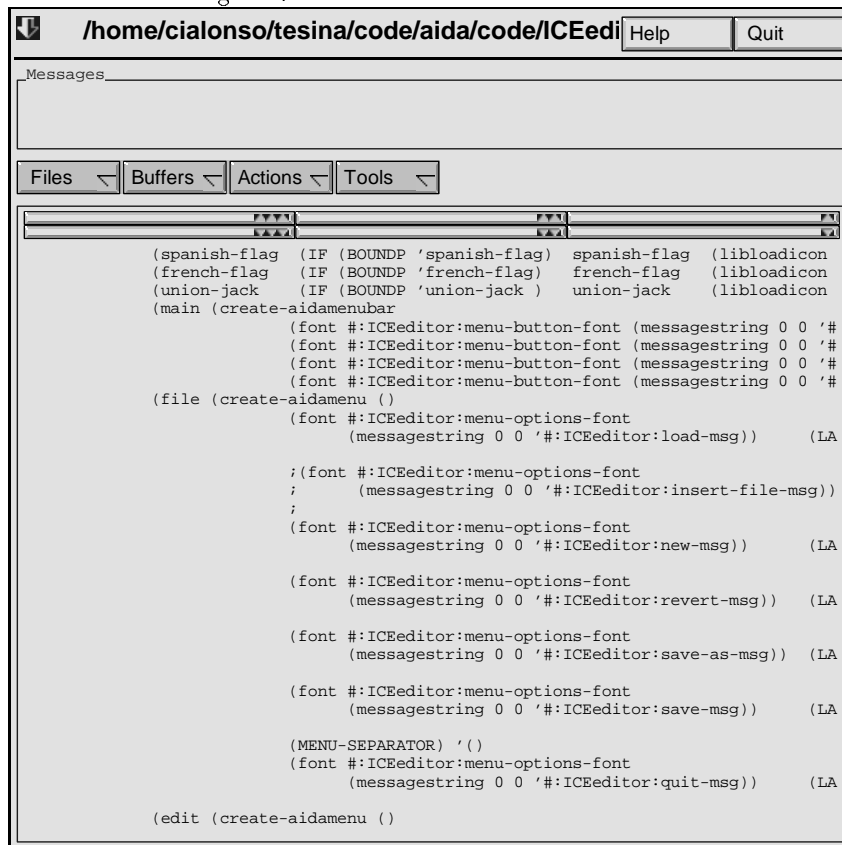 /home/cialonso/tesina/code/aida/code/ICEedi Help Quit
Messages
Files Buffers Actions Tools
(spanish-flag (IF (BOUNDP 'spanish-flag) spanish-flag (libloadicon
(french-flag (IF (BOUNDP 'french-flag) french-flag (libloadicon
(union-jack (IF (BOUNDP 'union-jack ) union-jack (libloadicon
(main (create-aidamenubar
(font #:ICEeditor:menu-button-font (messagestring 0 0 '#
(font #:ICEeditor:menu-button-font (messagestring 0 0 '#
(font #:ICEeditor:menu-button-font (messagestring 0 0 '#
(font #:ICEeditor:menu-button-font (messagestring 0 0 '#
(file (create-aidamenu ()
(font #:ICEeditor:menu-options-font
(messagestring 0 0 '#:ICEeditor:load-msg)) (LA
;(font #:ICEeditor:menu-options-font
; (messagestring 0 0 '#:ICEeditor:insert-file-msg))
;
(font #:ICEeditor:menu-options-font
(messagestring 0 0 '#:ICEeditor:new-msg)) (LA
(font #:ICEeditor:menu-options-font
(messagestring 0 0 '#:ICEeditor:revert-msg)) (LA
(font #:ICEeditor:menu-options-font
(messagestring 0 0 '#:ICEeditor:save-as-msg)) (LA
(font #:ICEeditor:menu-options-font
(messagestring 0 0 '#:ICEeditor:save-msg)) (LA
(MENU-SEPARATOR) '()
(font #:ICEeditor:menu-options-font
(messagestring 0 0 '#:ICEeditor:quit-msg)) (LA
(edit (create-aidamenu ()